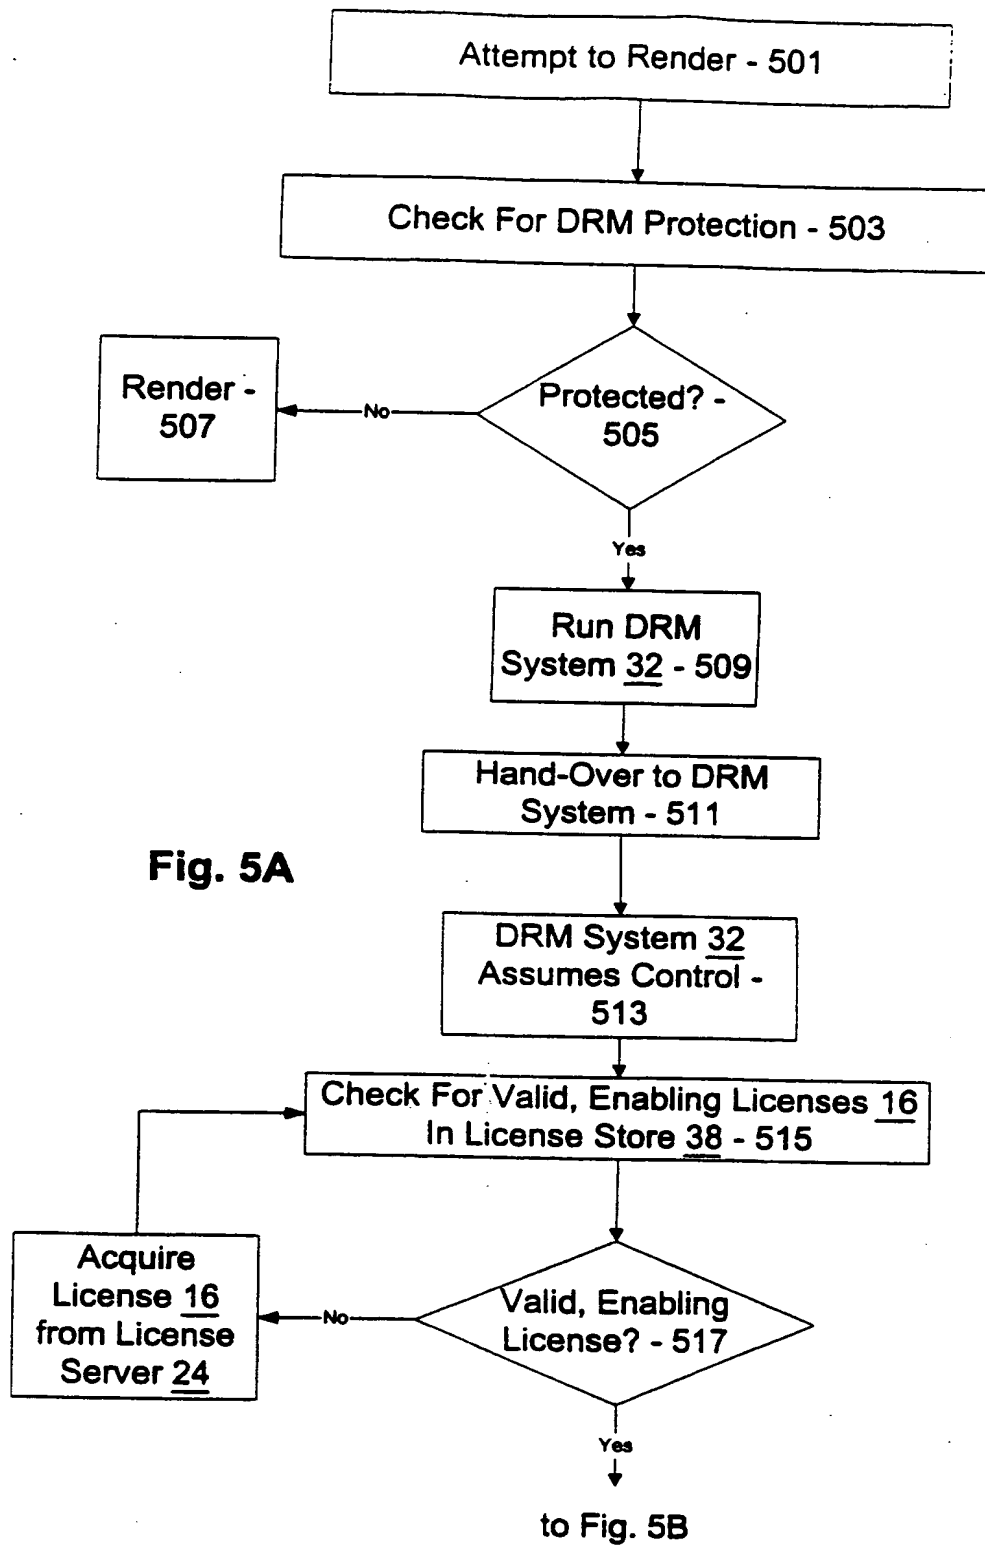 Attempt to Render - 501
Check For DRM Protection - 503
Render -
507
No
Protected? -
505
Yes
Run DRM
System 32 - 509
Hand-Over to DRM
System - 511
Fig. 5A
DRM System 32
Assumes Control -
513
Check For Valid, Enabling Licenses 16
In License Store 38 - 515
Acquire
License 16
from License
Server 24
No
Valid, Enabling
License? - 517
Yes
to Fig. 5B